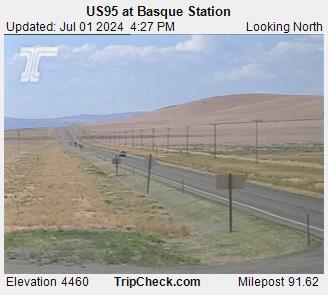 US95 at Basque Station
Updated: Jul 01 2024 4:27 PM Looking North
Elevation 4460 TripCheck.com Milepost 91.62